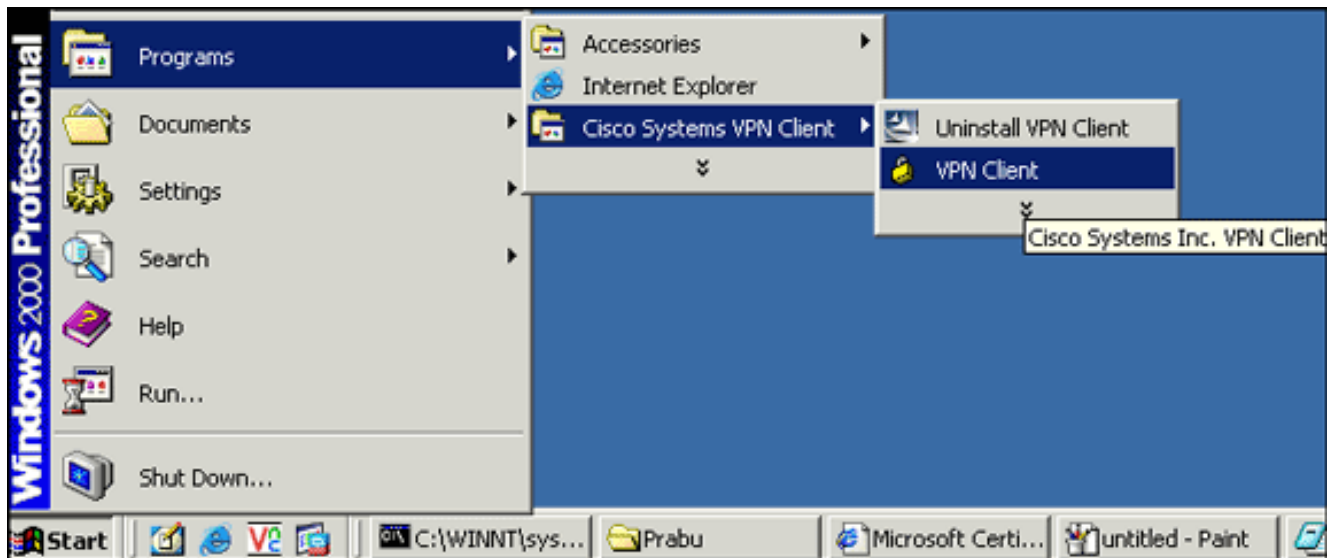 Windows 2000 Professional
Programs
Documents
Settings
Search
Help
Run...
Shut Down...
Accessories
Internet Explorer
Cisco Systems VPN Client
Uninstall VPN Client
VPN Client
Cisco Systems Inc. VPN Client
Start
C:\WINNT\sys...
Prabu
Microsoft Certi...
untitled - Paint